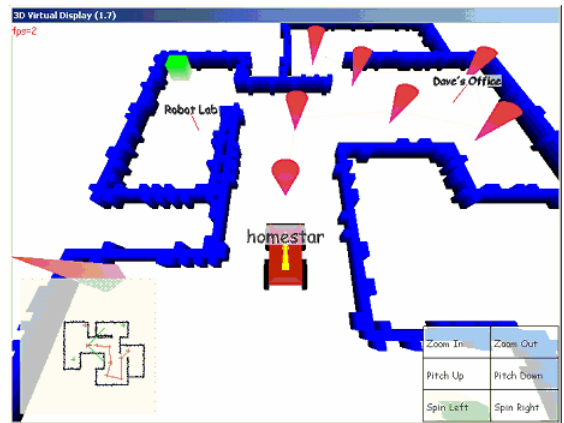 3D Virtual Display (1.7)
fps=2
Dave's Office
Robot Lab
homestar
Zoom In
Zoom Out
Pitch Up
Pitch Down
Spin Left
Spin Right